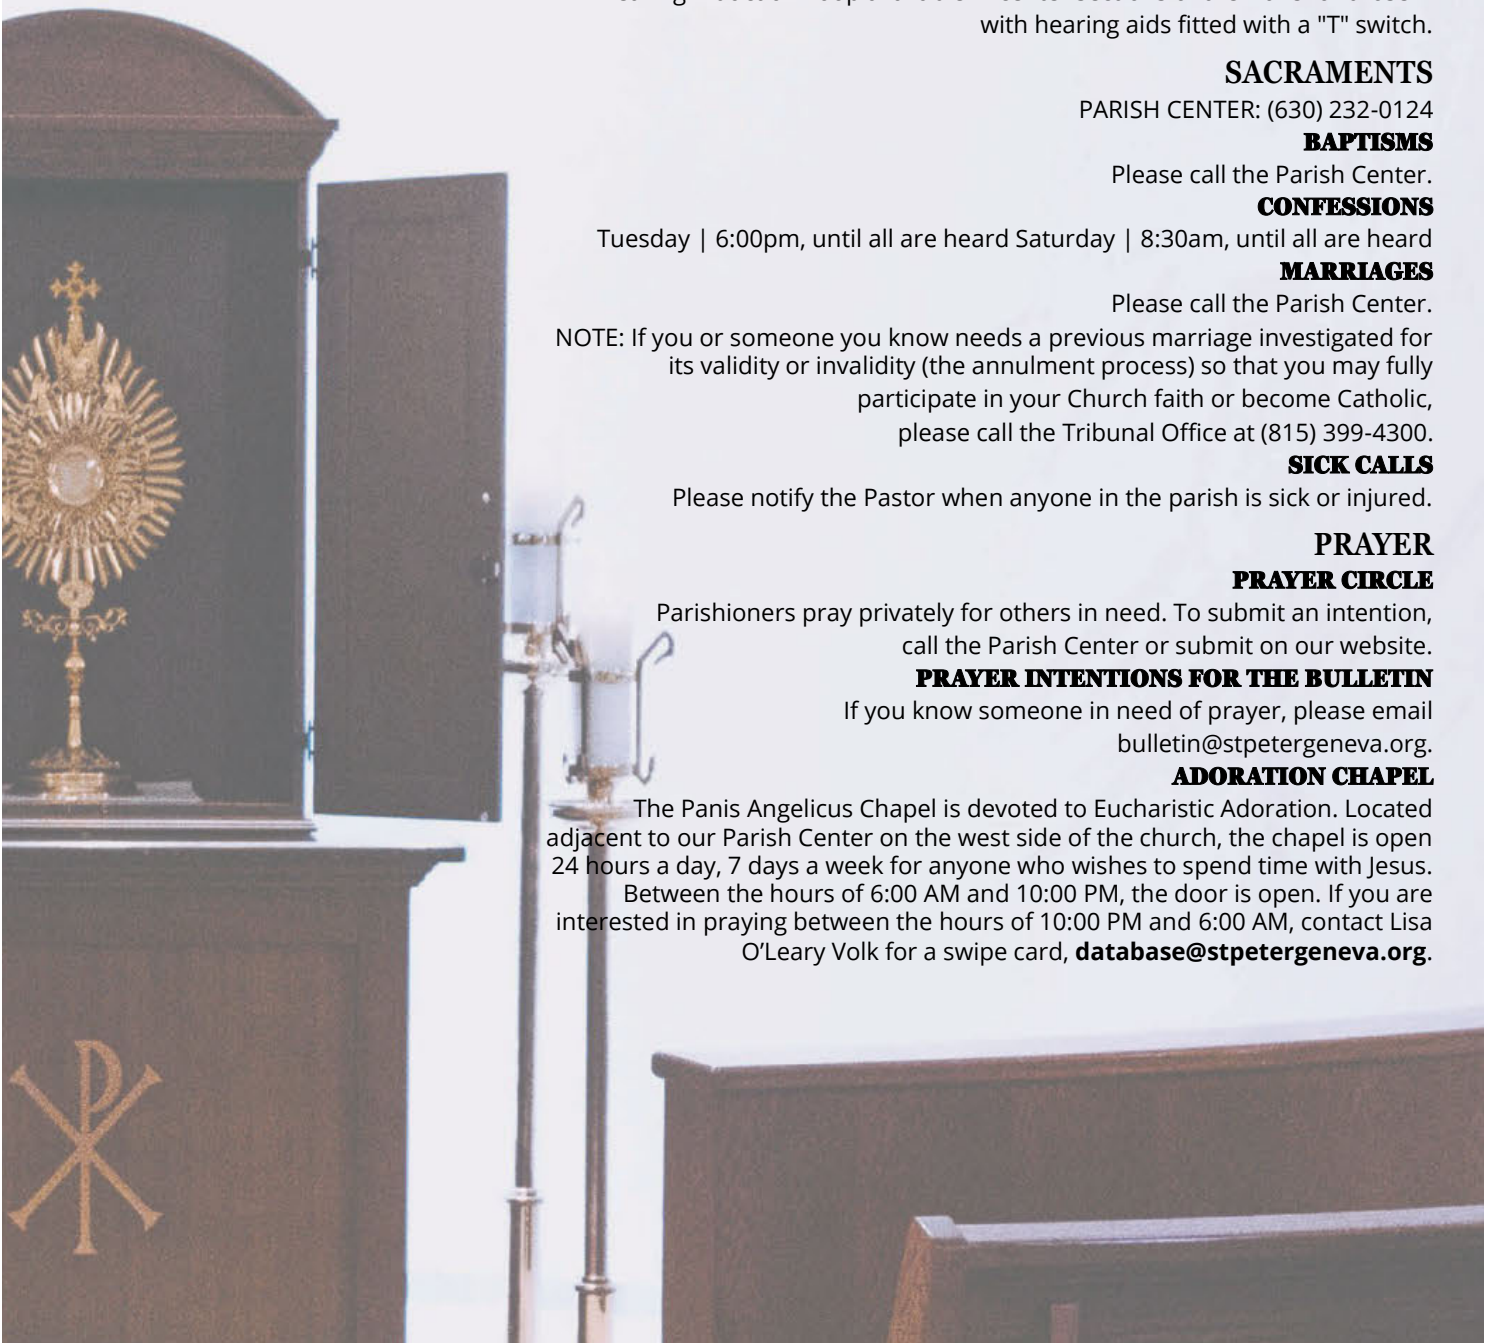 with hearing aids fitted with a "T" switch.
SACRAMENTS
PARISH CENTER: (630) 232-0124
BAPTISMS
Please call the Parish Center.
CONFESSIONS
Tuesday | 6:00pm, until all are heard Saturday | 8:30am, until all are heard
MARRIAGES
Please call the Parish Center.
NOTE: If you or someone you know needs a previous marriage investigated for
its validity or invalidity (the annulment process) so that you may fully
participate in your Church faith or become Catholic,
please call the Tribunal Office at (815) 399-4300.
SICK CALLS
Please notify the Pastor when anyone in the parish is sick or injured.
PRAYER
PRAYER CIRCLE
Parishioners pray privately for others in need. To submit an intention,
call the Parish Center or submit on our website.
PRAYER INTENTIONS FOR THE BULLETIN
If you know someone in need of prayer, please email
bulletin@stpetergeneva.org.
ADORATION CHAPEL
The Panis Angelicus Chapel is devoted to Eucharistic Adoration. Located
adjacent to our Parish Center on the west side of the church, the chapel is open
24 hours a day, 7 days a week for anyone who wishes to spend time with Jesus.
Between the hours of 6:00 AM and 10:00 PM, the door is open. If you are
interested in praying between the hours of 10:00 PM and 6:00 AM, contact Lisa
O’Leary Volk for a swipe card, database@stpetergeneva.org.